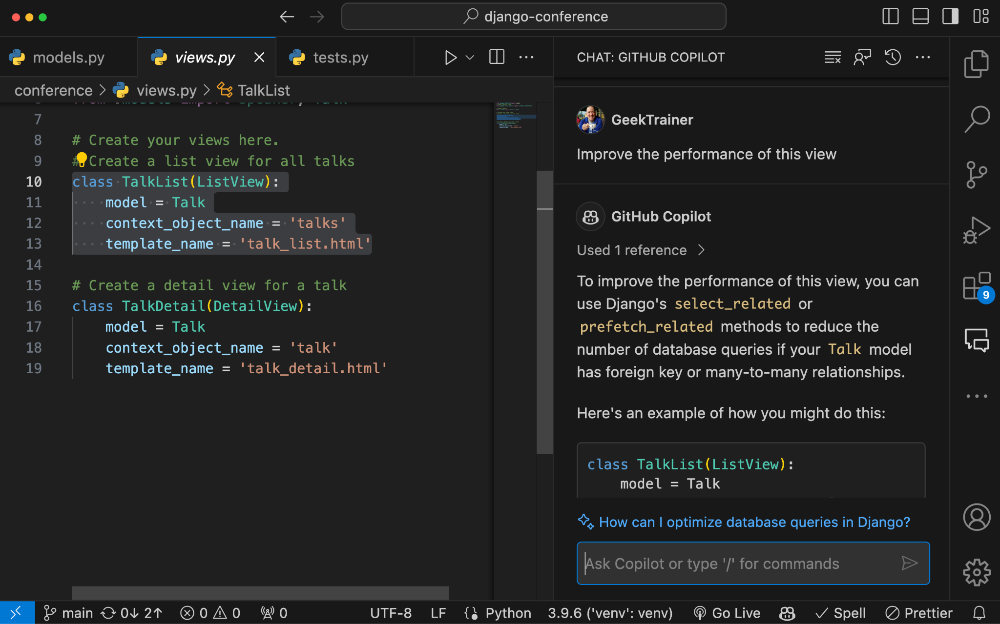 django-conference
models.py
views.py
tests.py
conference > views.py > TalkList
7
8 # Create your views here.
9 # Create a list view for all talks
10 class TalkList(ListView):
11 model = Talk
12 context_object_name = 'talks'
13 template_name = 'talk_list.html'
14
15 # Create a detail view for a talk
16 class TalkDetail(DetailView):
17 model = Talk
18 context_object_name = 'talk'
19 template_name = 'talk_detail.html'
CHAT: GITHUB COPILOT
GeekTrainer
Improve the performance of this view
GitHub Copilot
Used 1 reference >
To improve the performance of this view, you can
use Django's select_related or
prefetch_related methods to reduce the
number of database queries if your Talk model
has foreign key or many-to-many relationships.
Here's an example of how you might do this:
class TalkList(ListView):
model = Talk
How can I optimize database queries in Django?
Ask Copilot or type '/' for commands
9
main 0↓ 2↑ 0 0 0 UTF-8 LF {} Python 3.9.6 ('venv': venv) Go Live Spell Prettier